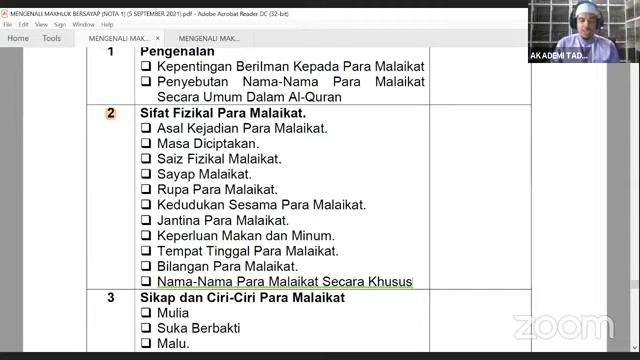 MENGENALI MAKHLUK BERSAYAP (NOTA 1) (5 SEPTEMBER 2021).pdf - Adobe Acrobat Reader DC (32-bit)
File Edit View Sign Window Help
Home Tools MENGENALI MAK... × MENGENALI MAK...
AKADEMI TAD...
1 Pengenalan
❑ Kepentingan Berilman Kepada Para Malaikat
❑ Penyebutan Nama-Nama Para Malaikat
Secara Umum Dalam Al-Quran
2 Sifat Fizikal Para Malaikat.
❑ Asal Kejadian Para Malaikat.
❑ Masa Diciptakan.
❑ Saiz Fizikal Malaikat.
❑ Sayap Malaikat.
❑ Rupa Para Malaikat.
❑ Kedudukan Sesama Para Malaikat.
❑ Jantina Para Malaikat.
❑ Keperluan Makan dan Minum.
❑ Tempat Tinggal Para Malaikat.
❑ Bilangan Para Malaikat.
❑ Nama-Nama Para Malaikat Secara Khusus
3 Sikap dan Ciri-Ciri Para Malaikat
❑ Mulia
❑ Suka Berbakti
❑ Malu.
zoom